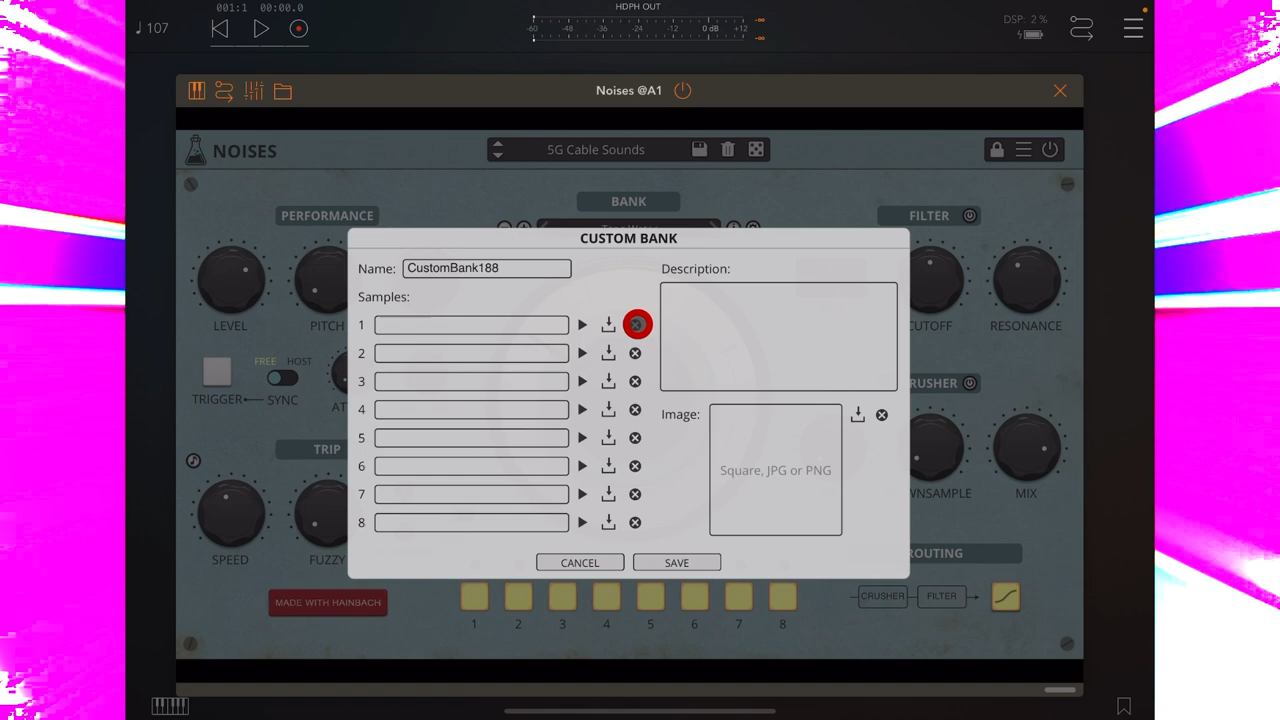 001:1 00:00.0
♩ 107
HDPH OUT
-60 -48 -36 -24 -12 0 dB +12
-∞
-∞
DSP: 2 %
Noises @A1
NOISES
5G Cable Sounds
PERFORMANCE
BANK
FILTER
CUSTOM BANK
Name: CustomBank188
Description:
Samples:
1
2
3
4
5
6
7
8
Image:
Square, JPG or PNG
CANCEL
SAVE
LEVEL
PITCH
CUTOFF
RESONANCE
FREE HOST
TRIGGER
SYNC
AT
RUSHER
TRIP
WNSAMPLE
MIX
SPEED
FUZZY
ROUTING
MADE WITH HAINBACH
CRUSHER
FILTER
1 2 3 4 5 6 7 8